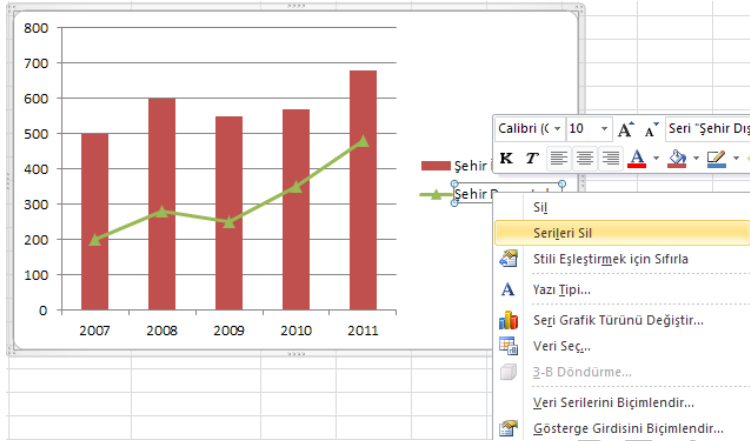 800
700
600
500
400
300
200
100
0
2007 2008 2009 2010 2011
Şehir
Şehir
Calibri (( 10 A A Seri "Şehir Dış
K T A
Sil
Serileri Sil
Stili Eşleştirmek için Sıfırla
A Yazı Tipi...
Seri Grafik Türünü Değiştir...
Veri Seç...
3-B Döndürme...
Veri Serilerini Biçimlendir...
Gösterge Girdisini Biçimlendir...